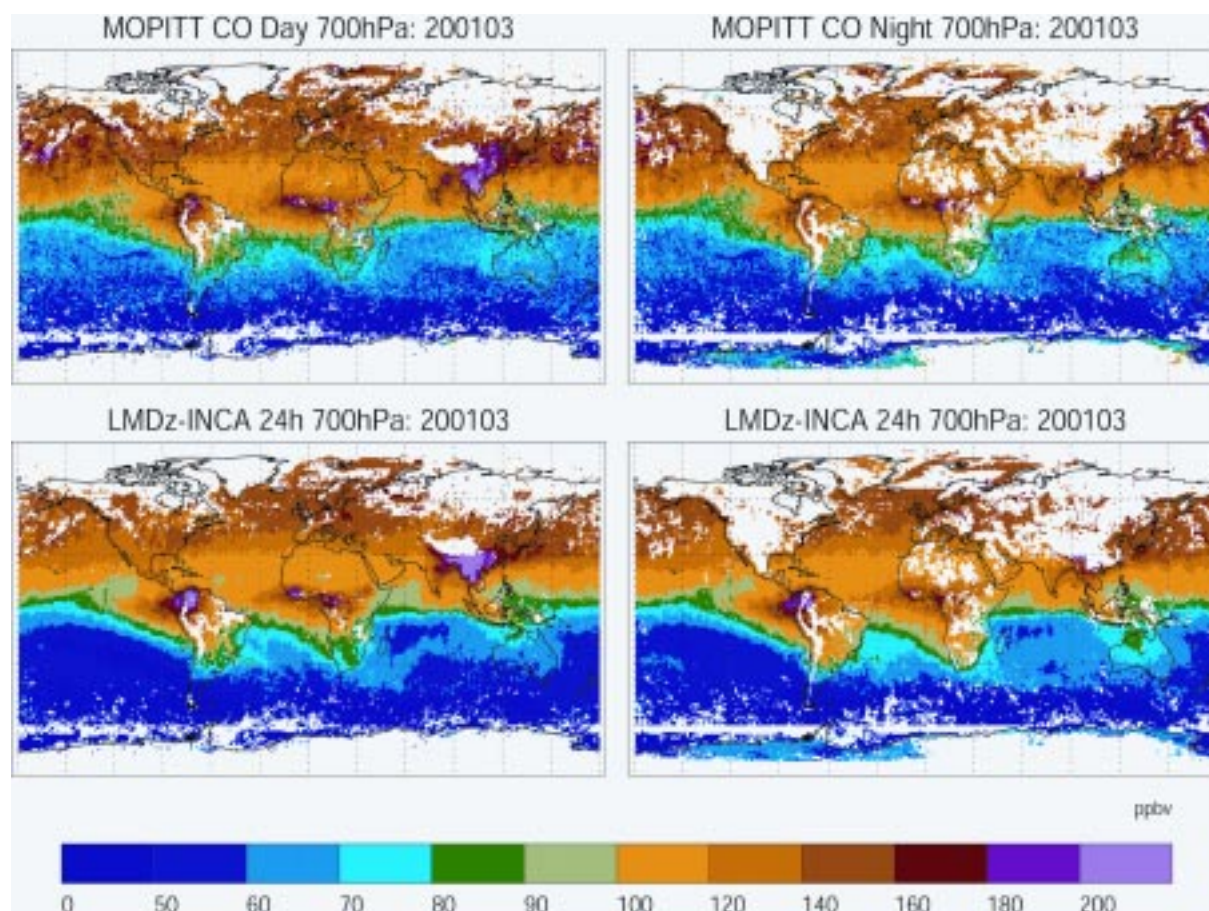 MOPITT CO Day 700hPa: 200103
MOPITT CO Night 700hPa: 200103
LMDz-INCA 24h 700hPa: 200103
LMDz-INCA 24h 700hPa: 200103
ppbv
0 50 60 70 80 90 100 120 140 160 180 200